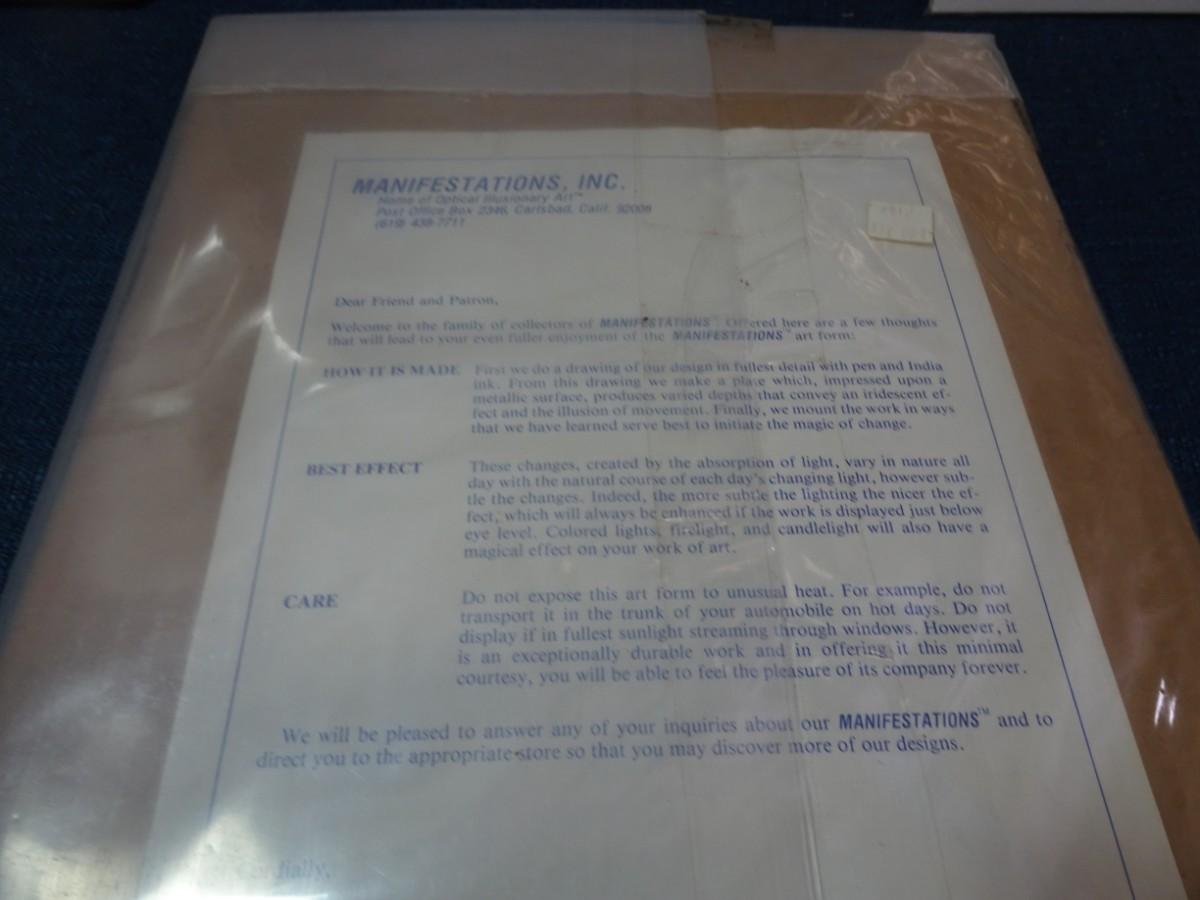 MANIFESTATIONS, INC.
Home of Optical Illusionary Art™
Post Office Box 2346, Carlsbad, Calif. 92008
(619) 438-7711
Dear Friend and Patron,
Welcome to the family of collectors of MANIFESTATIONS™ Offered here are a few thoughts
that will lead to your even fuller enjoyment of the MANIFESTATIONS™ art form:
HOW IT IS MADE First we do a drawing of our design in fullest detail with pen and India
ink. From this drawing we make a plate which, impressed upon a
metallic surface, produces varied depths that convey an iridescent ef-
fect and the illusion of movement. Finally, we mount the work in ways
that we have learned serve best to initiate the magic of change.
BEST EFFECT These changes, created by the absorption of light, vary in nature all
day with the natural course of each day's changing light, however sub-
tle the changes. Indeed, the more subtle the lighting the nicer the ef-
fect, which will always be enhanced if the work is displayed just below
eye level. Colored lights, firelight, and candlelight will also have a
magical effect on your work of art.
CARE Do not expose this art form to unusual heat. For example, do not
transport it in the trunk of your automobile on hot days. Do not
display if in fullest sunlight streaming through windows. However, it
is an exceptionally durable work and in offering it this minimal
courtesy, you will be able to feel the pleasure of its company forever.
We will be pleased to answer any of your inquiries about our MANIFESTATIONS™ and to
direct you to the appropriate store so that you may discover more of our designs.